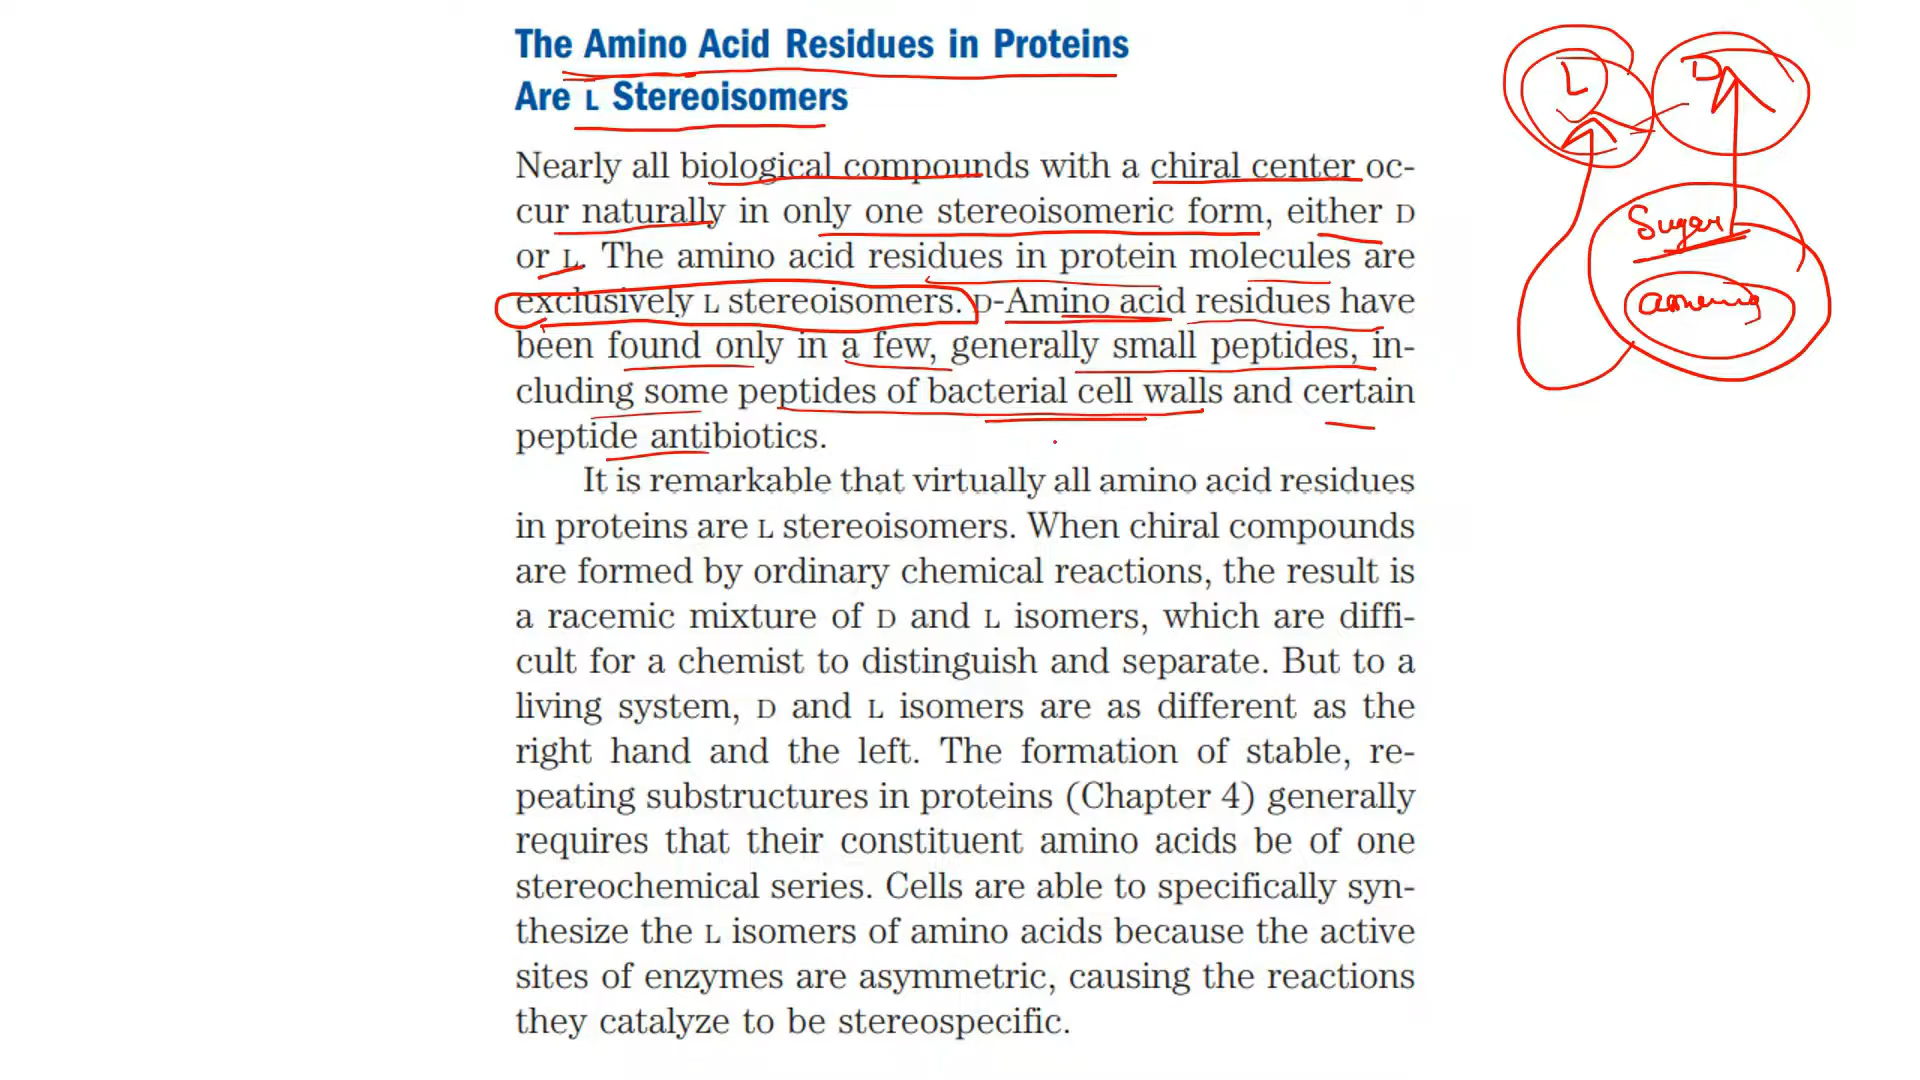 The Amino Acid Residues in Proteins
Are L Stereoisomers
Nearly all biological compounds with a chiral center oc-
cur naturally in only one stereoisomeric form, either D
or L. The amino acid residues in protein molecules are
exclusively L stereoisomers. D-Amino acid residues have
been found only in a few, generally small peptides, in-
cluding some peptides of bacterial cell walls and certain
peptide antibiotics.
It is remarkable that virtually all amino acid residues
in proteins are L stereoisomers. When chiral compounds
are formed by ordinary chemical reactions, the result is
a racemic mixture of D and L isomers, which are diffi-
cult for a chemist to distinguish and separate. But to a
living system, D and L isomers are as different as the
right hand and the left. The formation of stable, re-
peating substructures in proteins (Chapter 4) generally
requires that their constituent amino acids be of one
stereochemical series. Cells are able to specifically syn-
thesize the L isomers of amino acids because the active
sites of enzymes are asymmetric, causing the reactions
they catalyze to be stereospecific.
L
D
Sugar